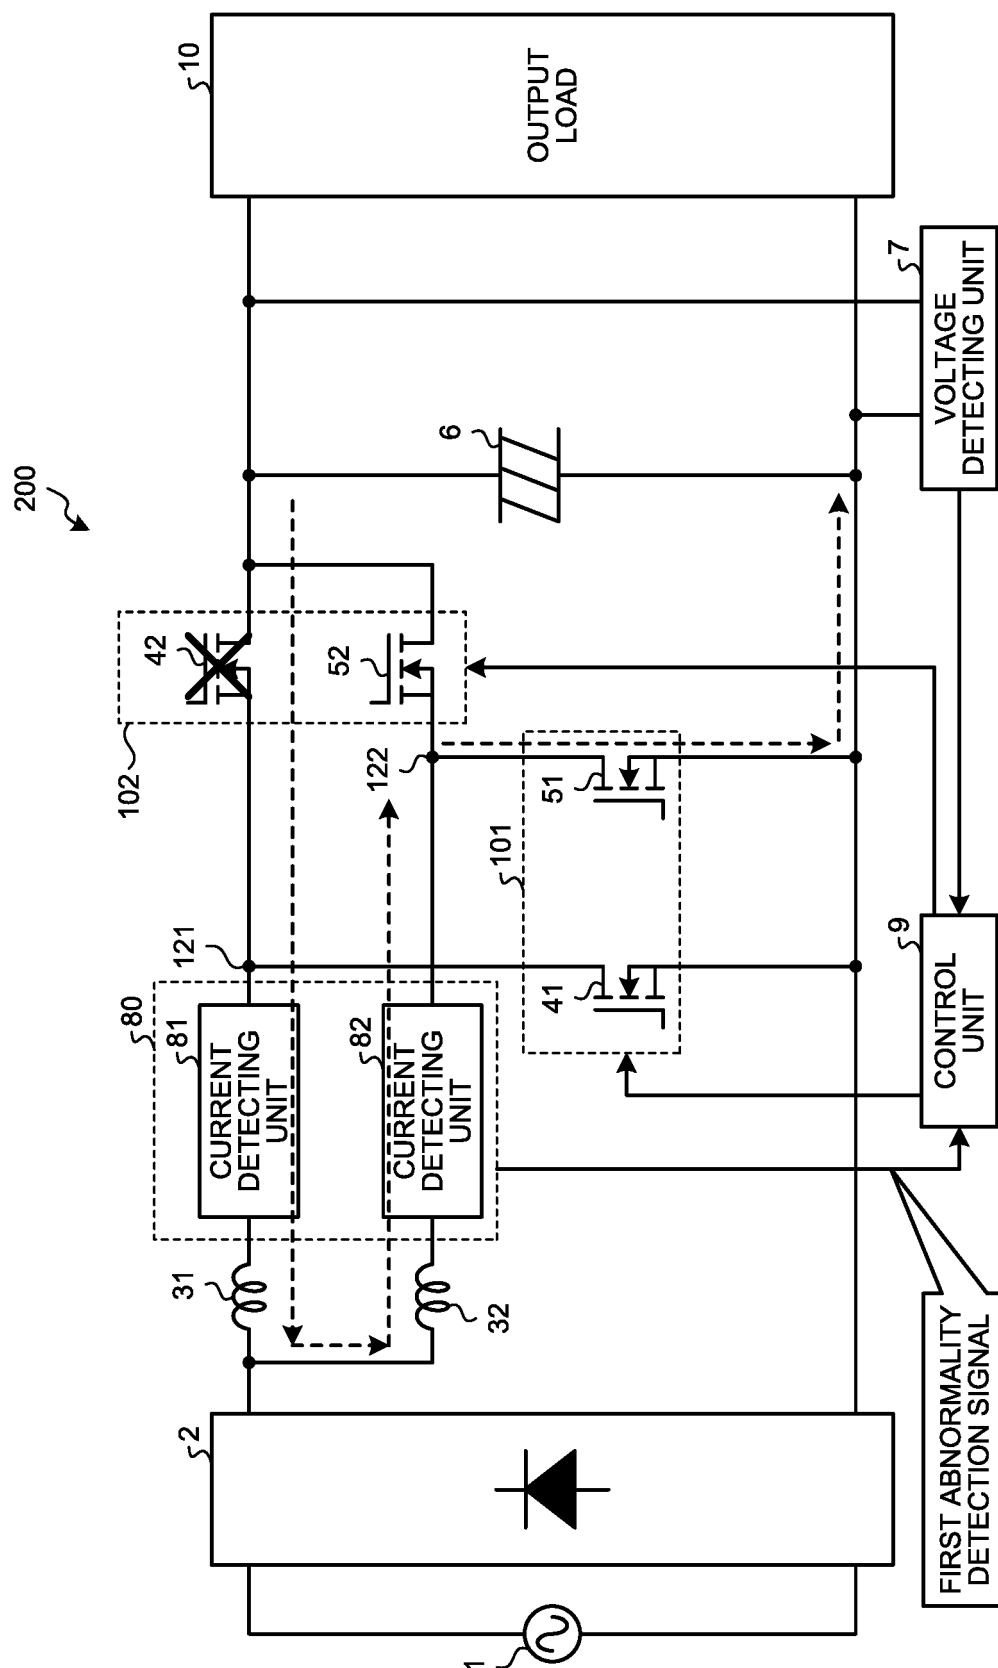 200
1
2
31
32
80
CURRENT
DETECTING
UNIT
81
CURRENT
DETECTING
UNIT
82
121
122
102
42
52
101
41
51
6
OUTPUT
LOAD
10
VOLTAGE
DETECTING UNIT
7
CONTROL
UNIT
9
FIRST ABNORMALITY
DETECTION SIGNAL